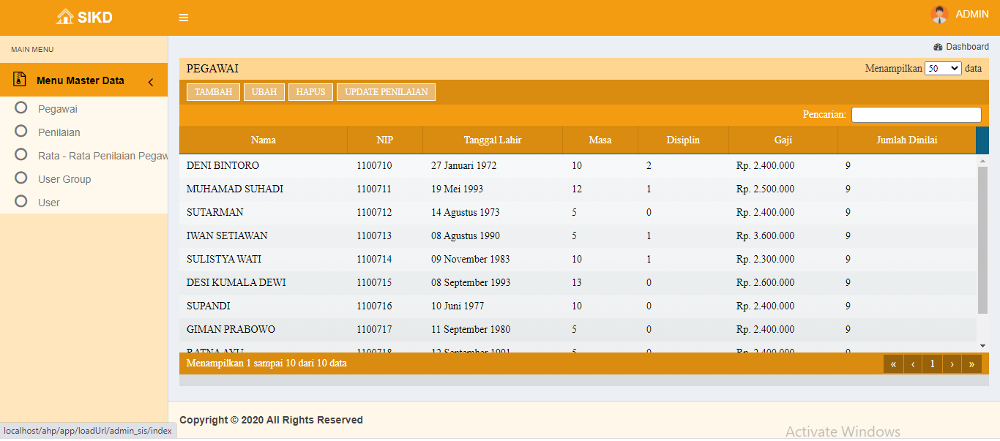 SIKD
ADMIN
MAIN MENU
Dashboard
Menu Master Data
Pegawai
Penilaian
Rata - Rata Penilaian Pegaw
User Group
User
PEGAWAI
Menampilkan 50 data
TAMBAH UBAH HAPUS UPDATE PENILAIAN
Pencarian:
Nama NIP Tanggal Lahir Masa Disiplin Gaji Jumlah Dinilai
DENI BINTORO 1100710 27 Januari 1972 10 2 Rp. 2.400.000 9
MUHAMAD SUHADI 1100711 19 Mei 1993 12 1 Rp. 2.500.000 9
SUTARMAN 1100712 14 Agustus 1973 5 0 Rp. 2.400.000 9
IWAN SETIAWAN 1100713 08 Agustus 1990 5 1 Rp. 3.600.000 9
SULISTYA WATI 1100714 09 November 1983 10 1 Rp. 2.300.000 9
DESI KUMALA DEWI 1100715 08 September 1993 13 0 Rp. 2.600.000 9
SUPANDI 1100716 10 Juni 1977 10 0 Rp. 2.400.000 9
GIMAN PRABOWO 1100717 11 September 1980 5 0 Rp. 2.400.000 9
RATNA AYU 1100718 12 September 1991 5 0 Rp. 2.400.000 9
Menampilkan 1 sampai 10 dari 10 data
« ‹ 1 › »
Copyright © 2020 All Rights Reserved
localhost/ahp/app/loadUrl/admin_sis/index
Activate Windows